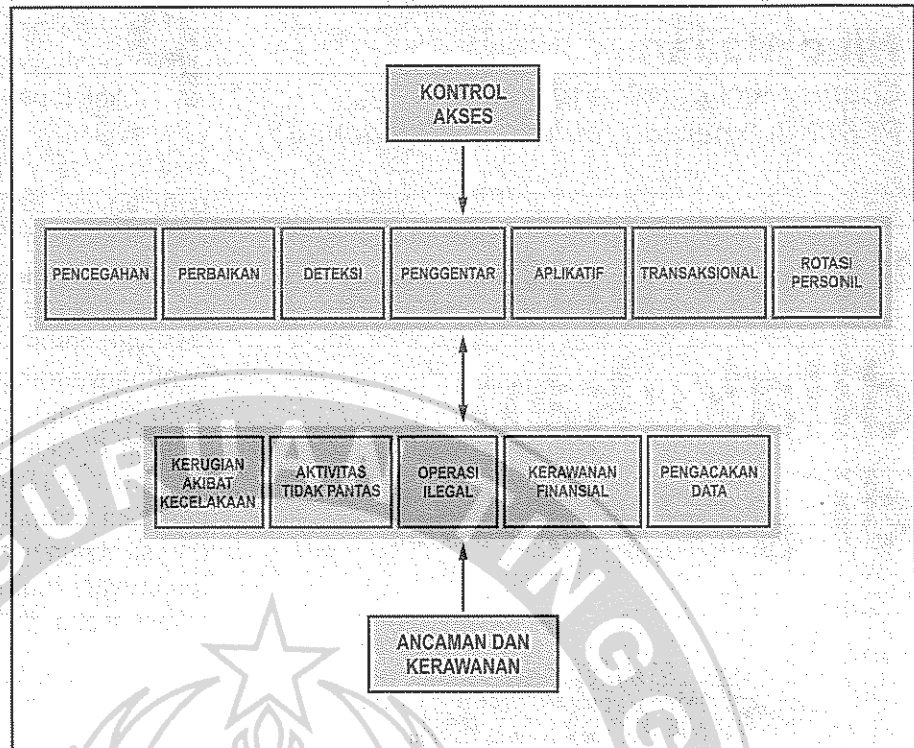 KONTROL
AKSES
PENCEGAHAN
PERBAIKAN
DETEKSI
PENGGENTAR
APLIKATIF
TRANSAKSIONAL
ROTASI
PERSONIL
KERUGIAN
AKIBAT
KECELAKAAN
AKTIVITAS
TIDAK PANTAS
OPERASI
ILEGAL
KERAWANAN
FINANSIAL
PENGACAKAN
DATA
ANCAMAN DAN
KERAWANAN